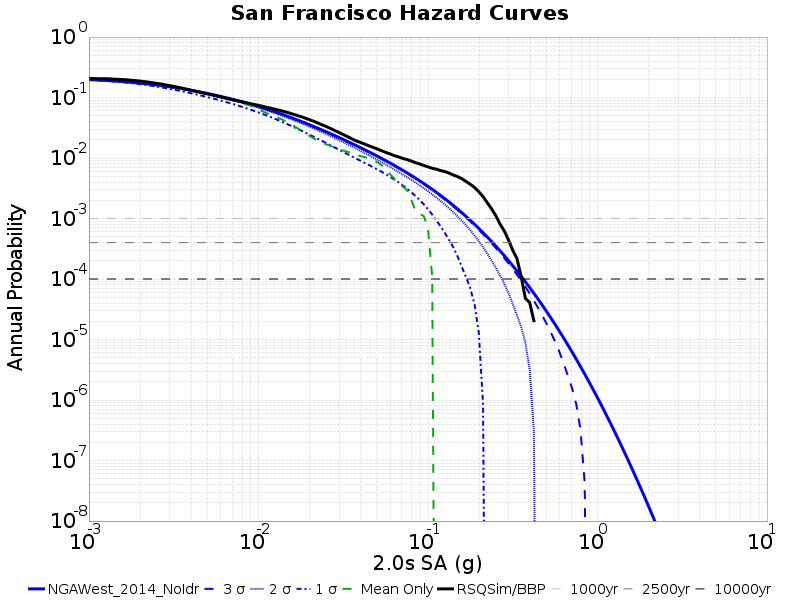 San Francisco Hazard Curves
10^0
10^-1
10^-2
10^-3
10^-4
10^-5
10^-6
10^-7
10^-8
Annual Probability
10^-3 10^-2 10^-1 10^0 10^1
2.0s SA (g)
NGAWest_2014_NoIdr 3 σ 2 σ 1 σ Mean Only RSQSim/BBP 1000yr 2500yr 10000yr